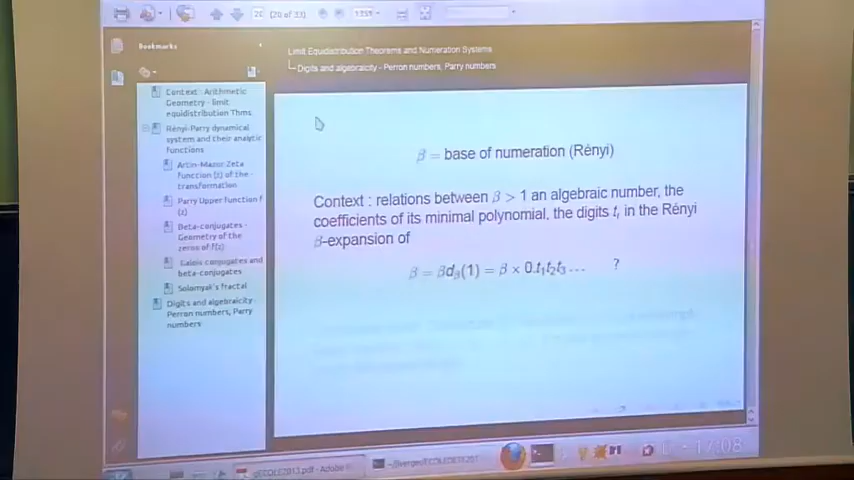 20 (20 of 33)
Bookmarks
Limit Equidistribution Theorems and Numeration Systems
Digits and algebraicity - Perron numbers, Parry numbers
Context : Arithmetic
Geometry - limit
equidistribution Thms
Rényi-Parry dynamical
system and their analytic
functions
Artin-Mazur Zeta
function (z) of the -
transformation
Parry Upper function f
(z)
Beta-conjugates -
Geometry of the
zeros of f(z)
Galois conjugates and
beta-conjugates
Solomyak's fractal
Digits and algebraicity -
Perron numbers, Parry
numbers
β = base of numeration (Rényi)
Context : relations between β > 1 an algebraic number, the
coefficients of its minimal polynomial, the digits tᵢ in the Rényi
β-expansion of
β = βd_β(1) = β × 0.t₁t₂t₃... ?
17:08